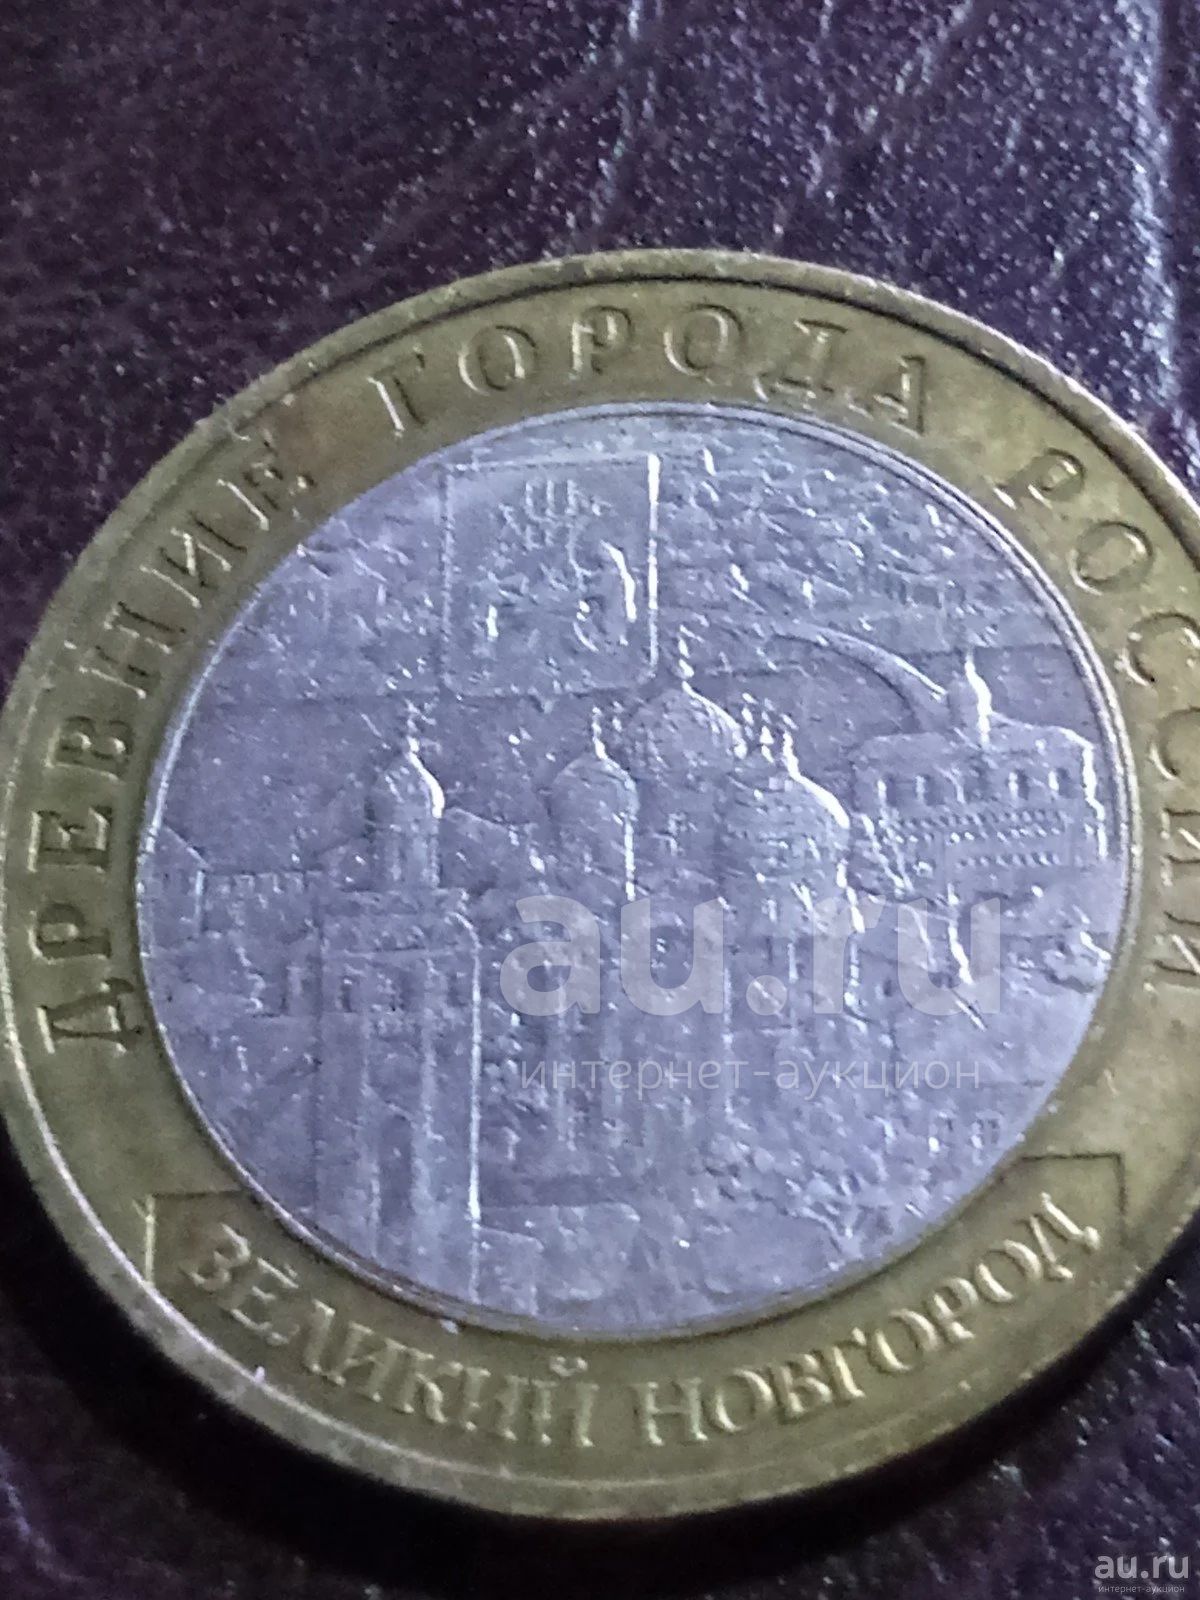 ДРЕВНИЕ ГОРОДА РОССИИ
au.ru
интернет-аукцион
ВЕЛИКИЙ НОВГОРОД
au.ru
интернет-аукцион